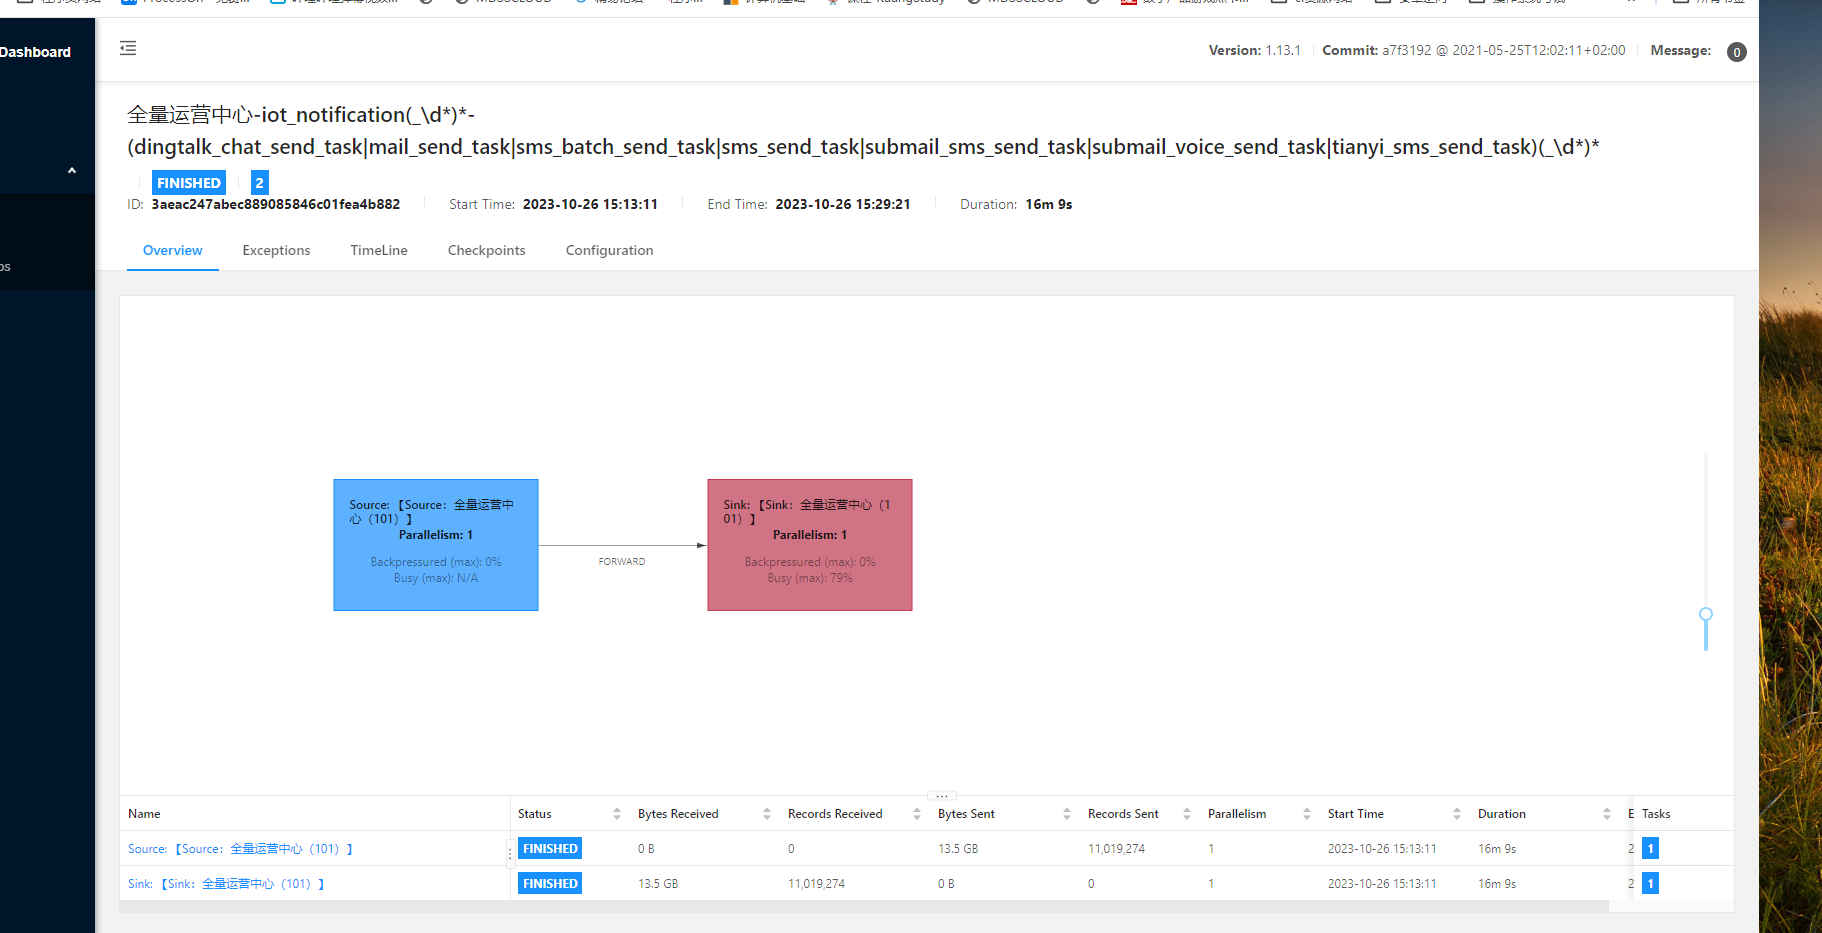 Dashboard
Version: 1.13.1 Commit: a7f3192 @ 2021-05-25T12:02:11+02:00 Message: 0
全量运营中心-iot_notification(_\d*)*-
(dingtalk_chat_send_task|mail_send_task|sms_batch_send_task|sms_send_task|submail_sms_send_task|submail_voice_send_task|tianyi_sms_send_task)(_\d*)*
FINISHED 2
ID: 3aeac247abec889085846c01fea4b882 Start Time: 2023-10-26 15:13:11 End Time: 2023-10-26 15:29:21 Duration: 16m 9s
Overview Exceptions TimeLine Checkpoints Configuration
Source: 【Source：全量运营中
心（101）】
Parallelism: 1
Backpressured (max): 0%
Busy (max): N/A
FORWARD
Sink: 【Sink：全量运营中心（1
01）】
Parallelism: 1
Backpressured (max): 0%
Busy (max): 79%
Name Status Bytes Received Records Received Bytes Sent Records Sent Parallelism Start Time Duration E Tasks
Source: 【Source：全量运营中心（101）】 FINISHED 0 B 0 13.5 GB 11,019,274 1 2023-10-26 15:13:11 16m 9s 2 1
Sink: 【Sink：全量运营中心（101）】 FINISHED 13.5 GB 11,019,274 0 B 0 1 2023-10-26 15:13:11 16m 9s 2 1